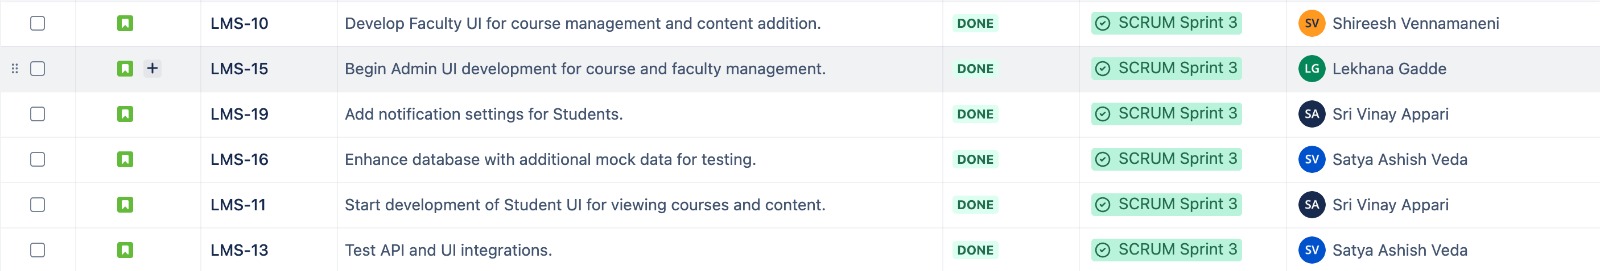 LMS-10 Develop Faculty UI for course management and content addition. DONE SCRUM Sprint 3 SV Shireesh Vennamaneni
LMS-15 Begin Admin UI development for course and faculty management. DONE SCRUM Sprint 3 LG Lekhana Gadde
LMS-19 Add notification settings for Students. DONE SCRUM Sprint 3 SA Sri Vinay Appari
LMS-16 Enhance database with additional mock data for testing. DONE SCRUM Sprint 3 SV Satya Ashish Veda
LMS-11 Start development of Student UI for viewing courses and content. DONE SCRUM Sprint 3 SA Sri Vinay Appari
LMS-13 Test API and UI integrations. DONE SCRUM Sprint 3 SV Satya Ashish Veda